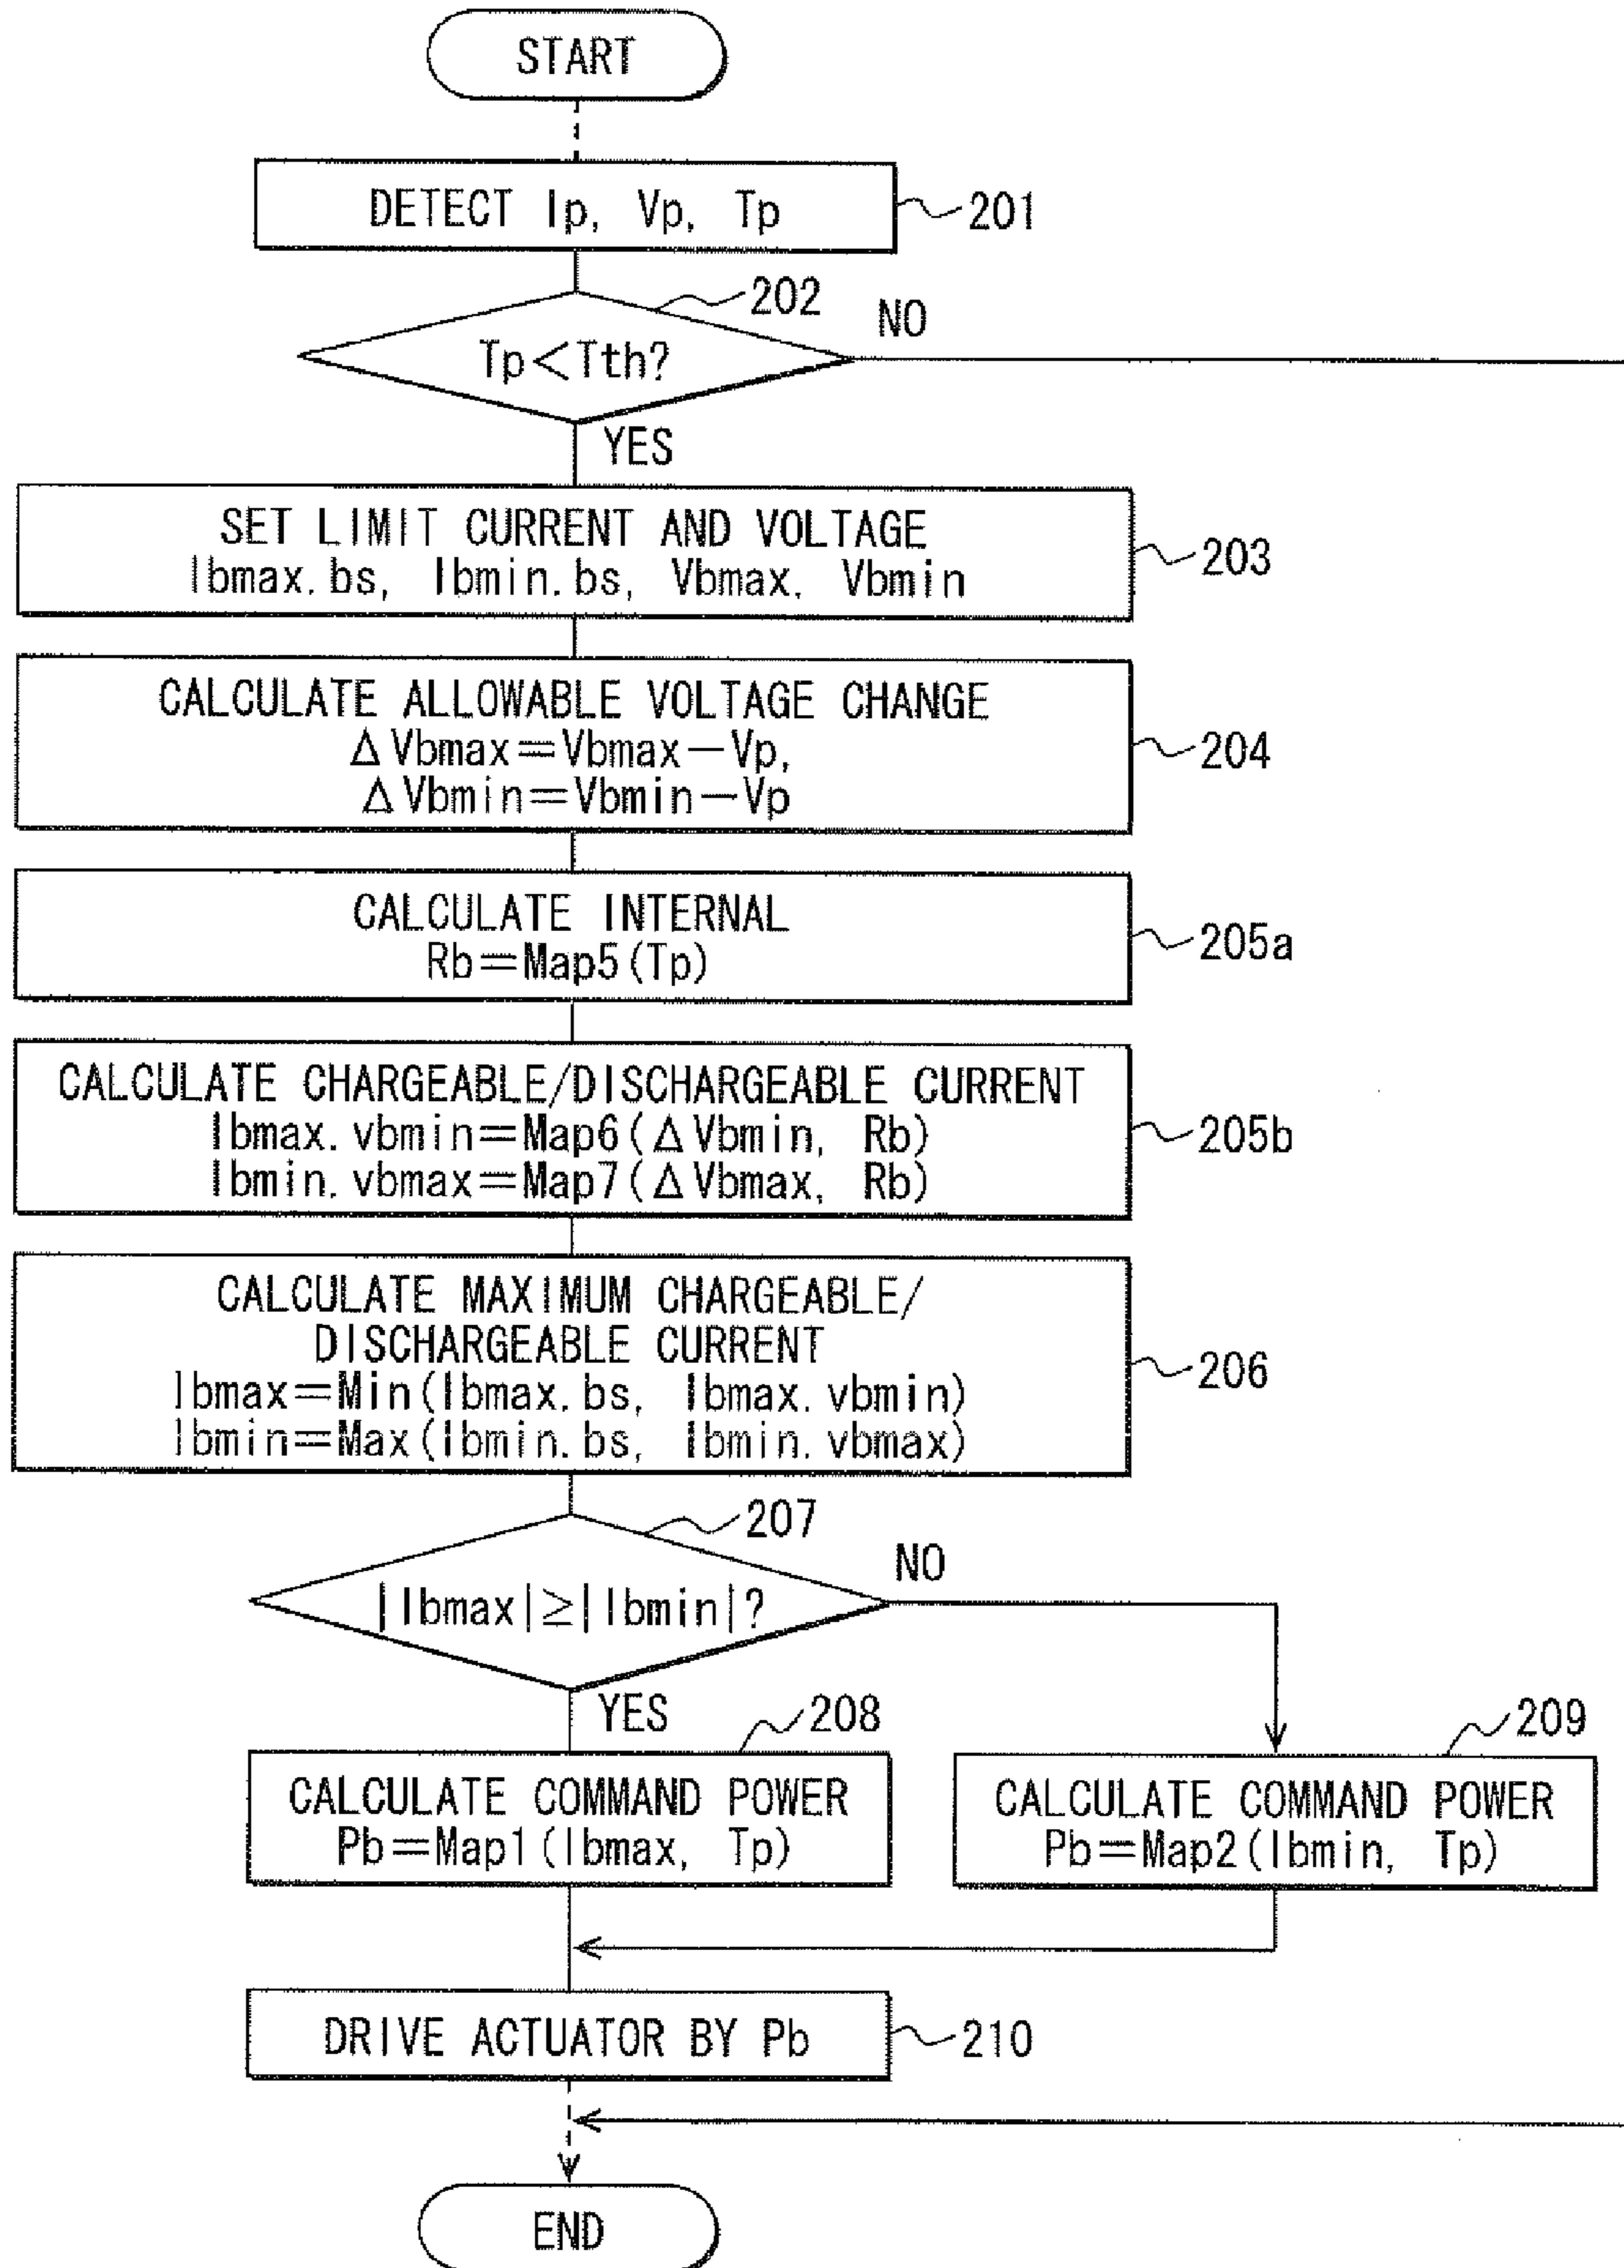 START
DETECT Ip, Vp, Tp
201
202
NO
Tp<Tth?
YES
SET LIMIT CURRENT AND VOLTAGE
Ibmax.bs, Ibmin.bs, Vbmax, Vbmin
203
CALCULATE ALLOWABLE VOLTAGE CHANGE
ΔVbmax=Vbmax−Vp,
ΔVbmin=Vbmin−Vp
204
CALCULATE INTERNAL
Rb=Map5(Tp)
205a
CALCULATE CHARGEABLE/DISCHARGEABLE CURRENT
Ibmax.vbmin=Map6(ΔVbmin, Rb)
Ibmin.vbmax=Map7(ΔVbmax, Rb)
205b
CALCULATE MAXIMUM CHARGEABLE/
DISCHARGEABLE CURRENT
Ibmax=Min(Ibmax.bs, Ibmax.vbmin)
Ibmin=Max(Ibmin.bs, Ibmin.vbmax)
206
207
NO
|Ibmax|≥|Ibmin|?
YES
208
CALCULATE COMMAND POWER
Pb=Map1(Ibmax, Tp)
209
CALCULATE COMMAND POWER
Pb=Map2(Ibmin, Tp)
DRIVE ACTUATOR BY Pb
210
END